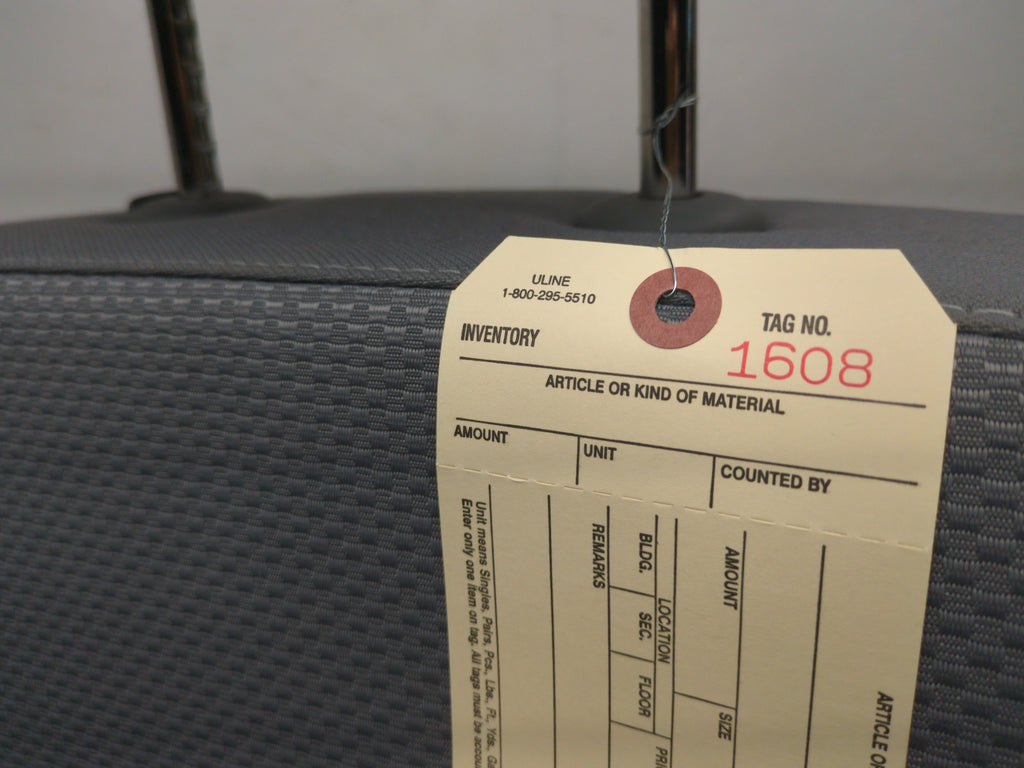 ULINE
1-800-295-5510
INVENTORY
TAG NO.
1608
ARTICLE OR KIND OF MATERIAL
AMOUNT
UNIT
COUNTED BY
ARTICLE
AMOUNT
SIZE
LOCATION
BLDG.
SEC.
FLOOR
REMARKS
Unit means Singles, Pairs, Pcs., Lbs., Ft., Yds.,
Enter only one item on tag. All tags must be